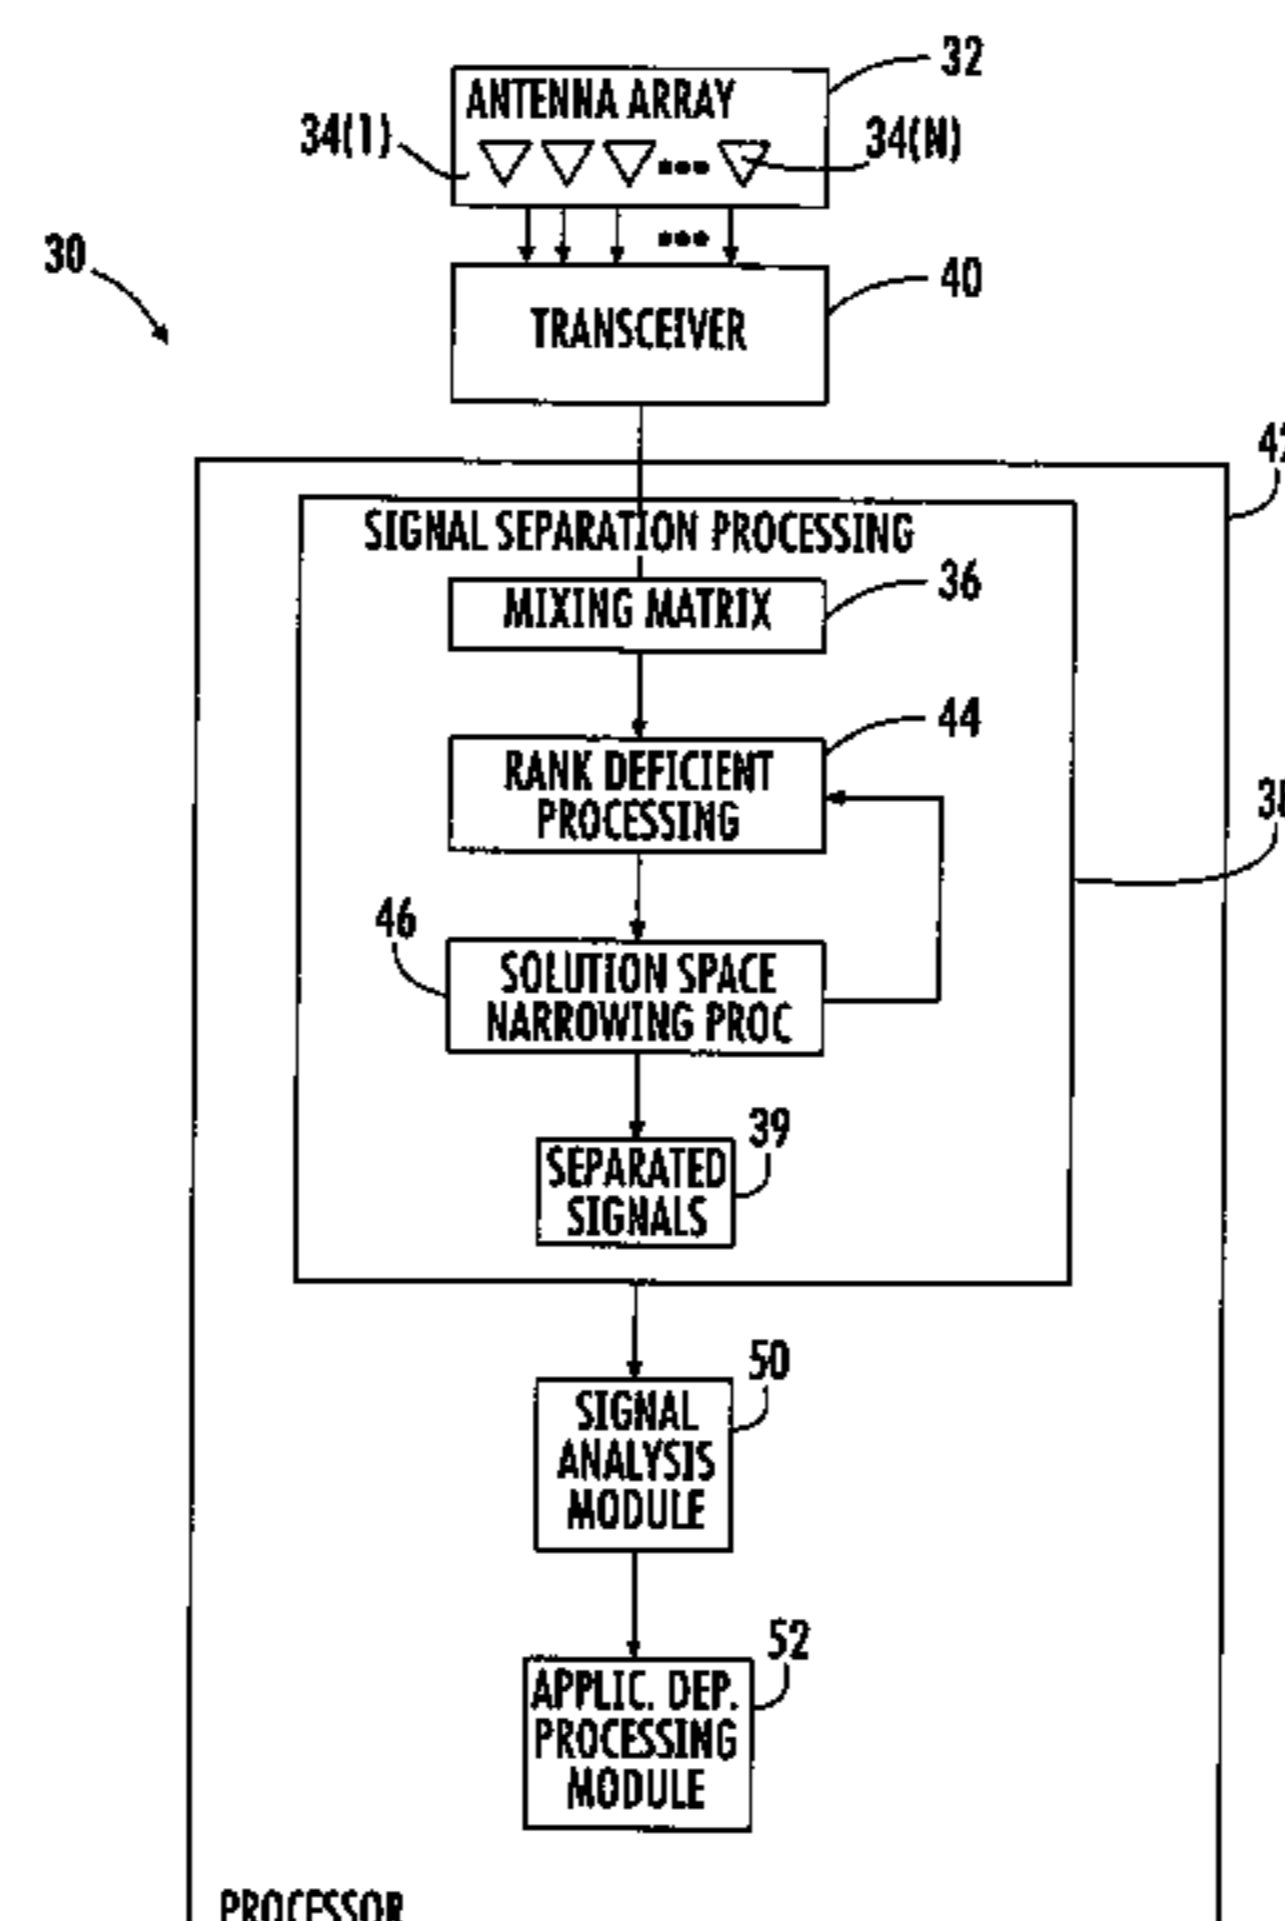 32
ANTENNA ARRAY
34(1)
34(N)
30
40
TRANSCEIVER
SIGNAL SEPARATION PROCESSING
MIXING MATRIX
36
44
RANK DEFICIENT
PROCESSING
46
SOLUTION SPACE
NARROWING PROC
39
SEPARATED
SIGNALS
50
SIGNAL
ANALYSIS
MODULE
52
APPLIC. DEP.
PROCESSING
MODULE
PROCESSOR